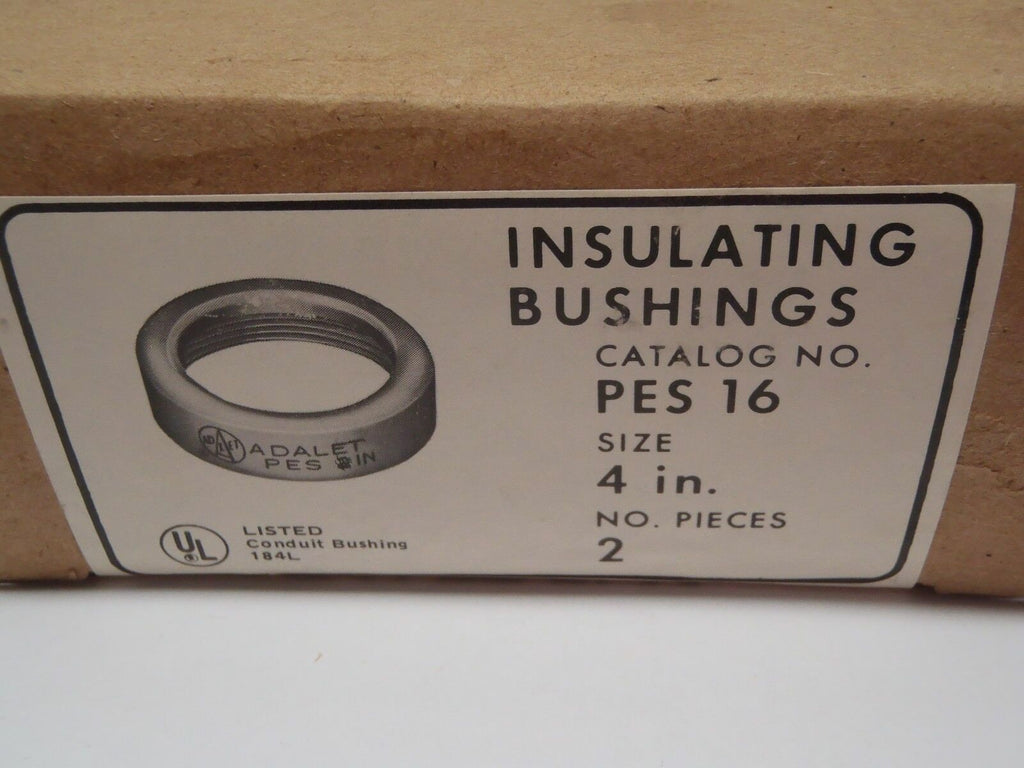 INSULATING
BUSHINGS
CATALOG NO.
PES 16
SIZE
4 in.
NO. PIECES
2
ADALET
PES IN
UL
LISTED
Conduit Bushing
184L